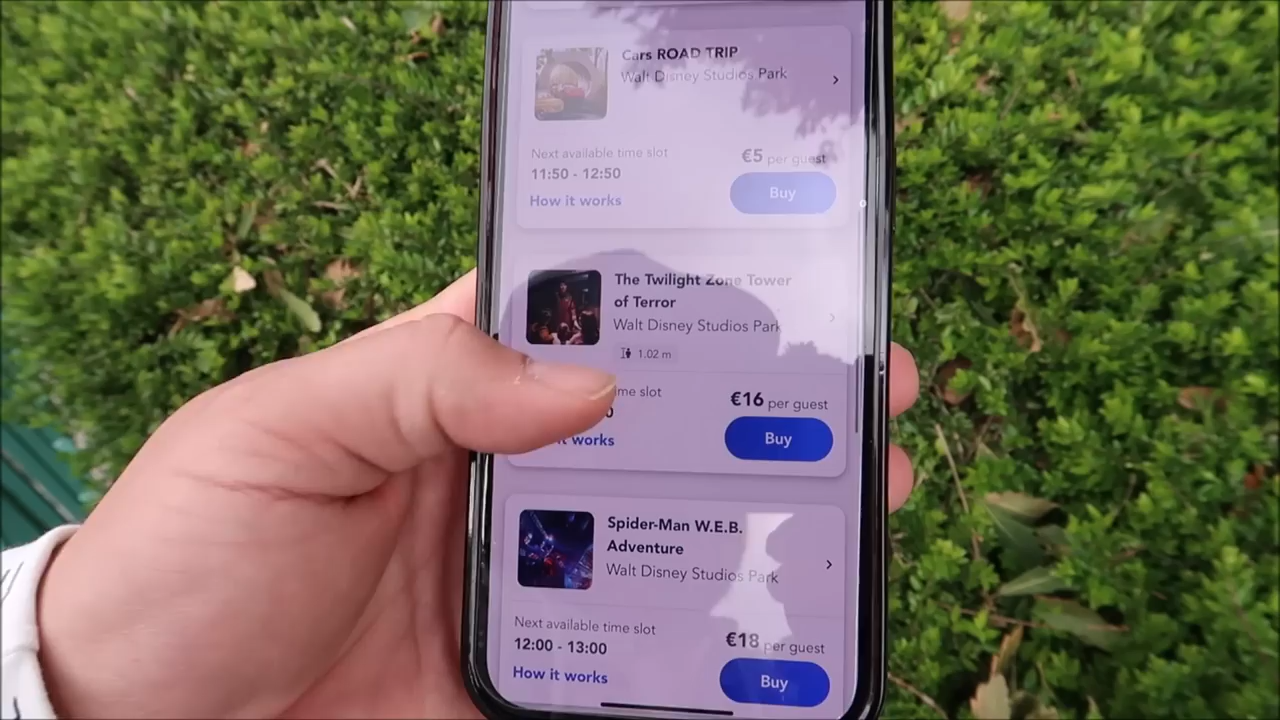 Cars ROAD TRIP
Walt Disney Studios Park
Next available time slot
€5 per guest
11:50 - 12:50
Buy
How it works
The Twilight Zone Tower
of Terror
Walt Disney Studios Park
1.02 m
time slot
€16 per guest
0
it works
Buy
Spider-Man W.E.B.
Adventure
Walt Disney Studios Park
Next available time slot
€18 per guest
12:00 - 13:00
Buy
How it works